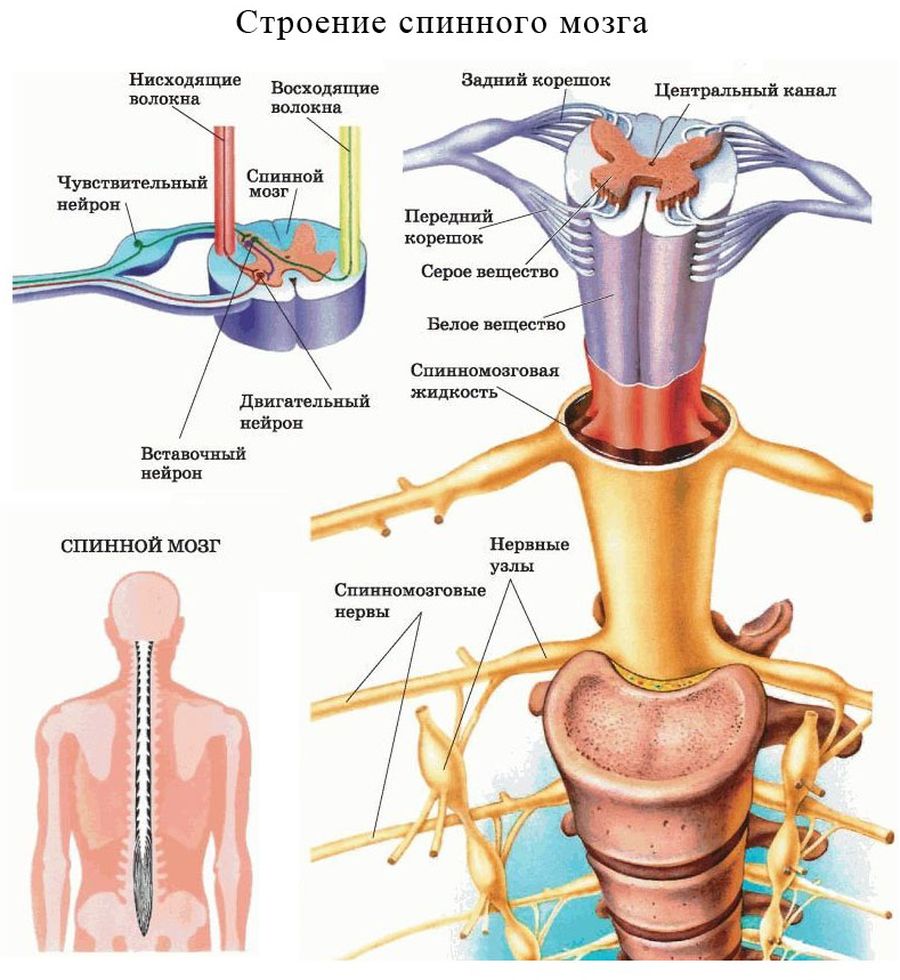 Строение спинного мозга
Нисходящие
волокна
Восходящие
волокна
Чувствительный
нейрон
Спинной
мозг
Двигательный
нейрон
Вставочный
нейрон
Задний корешок
Центральный канал
Передний
корешок
Серое вещество
Белое вещество
Спинномозговая
жидкость
СПИННОЙ МОЗГ
Нервные
узлы
Спинномозговые
нервы